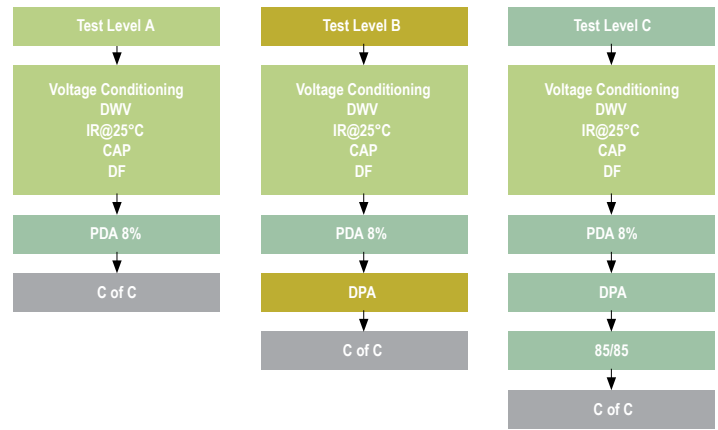 Test Level A
Voltage Conditioning
DWV
IR@25°C
CAP
DF
PDA 8%
C of C
Test Level B
Voltage Conditioning
DWV
IR@25°C
CAP
DF
PDA 8%
DPA
C of C
Test Level C
Voltage Conditioning
DWV
IR@25°C
CAP
DF
PDA 8%
DPA
85/85
C of C